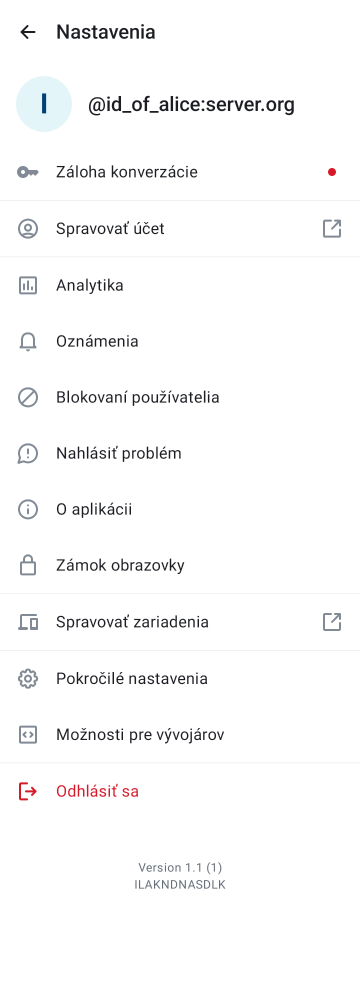 Nastavenia
I
@id_of_alice:server.org
Záloha konverzácie
Spravovať účet
Analytika
Oznámenia
Blokovaní používatelia
Nahlásiť problém
O aplikácii
Zámok obrazovky
Spravovať zariadenia
Pokročilé nastavenia
Možnosti pre vývojárov
Odhlásiť sa
Version 1.1 (1)
ILAKNDNASDLK